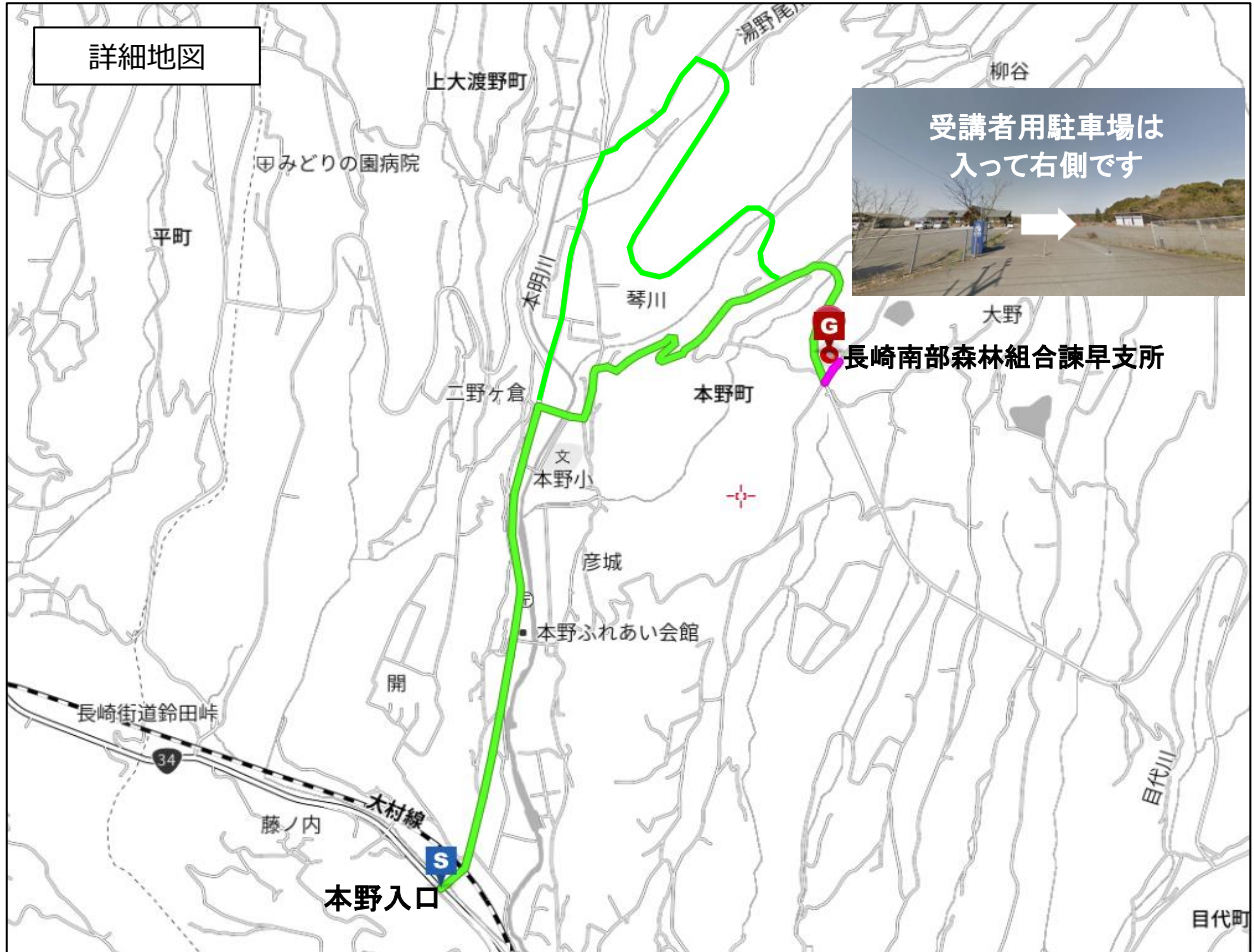 詳細地図
湯野尾川
上大渡野町
柳谷
受講者用駐車場は
入って右側です
みどりの園病院
平町
本明川
琴川
大野
G
長崎南部森林組合諫早支所
二野ヶ倉
本野町
文
本野小
彦城
〒
本野ふれあい会館
開
長崎街道鈴田峠
34
大村線
目代川
藤ノ内
S
本野入口
目代町